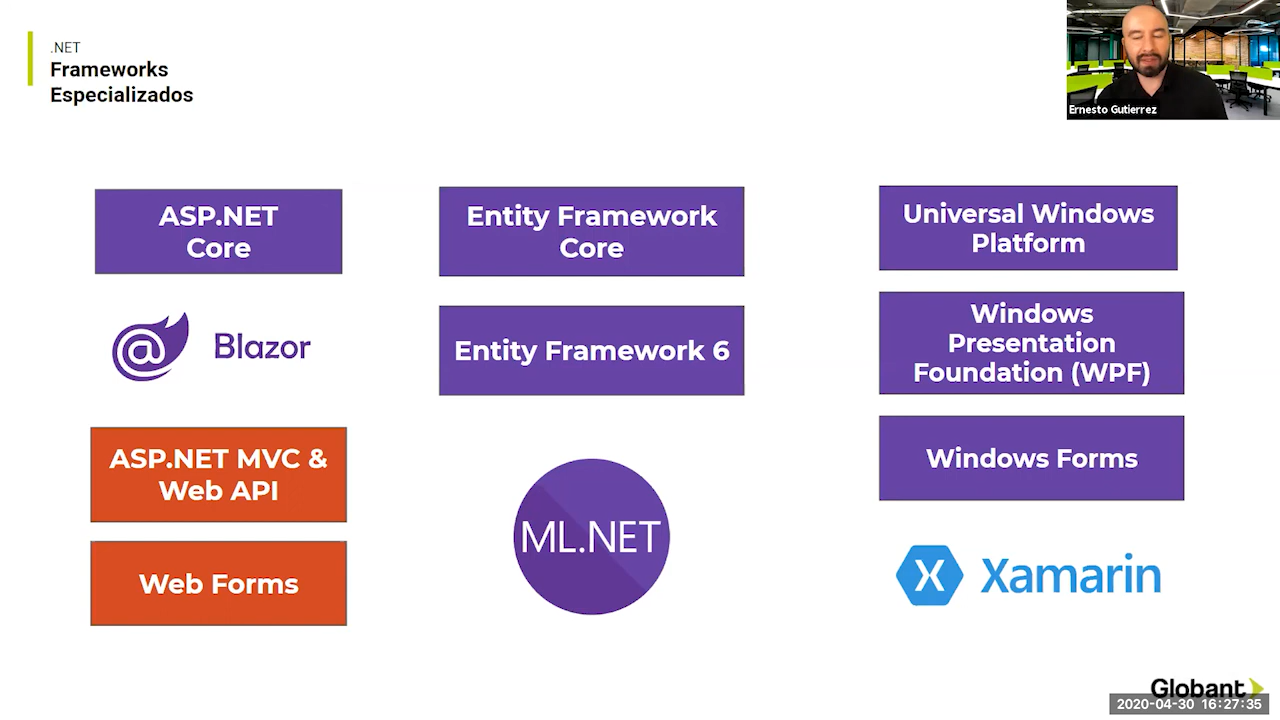 .NET
Frameworks
Especializados
Ernesto Gutierrez
ASP.NET
Core
Blazor
ASP.NET MVC &
Web API
Web Forms
Entity Framework
Core
Entity Framework 6
ML.NET
Universal Windows
Platform
Windows
Presentation
Foundation (WPF)
Windows Forms
Xamarin
Globant
2020-04-30 16:27:35